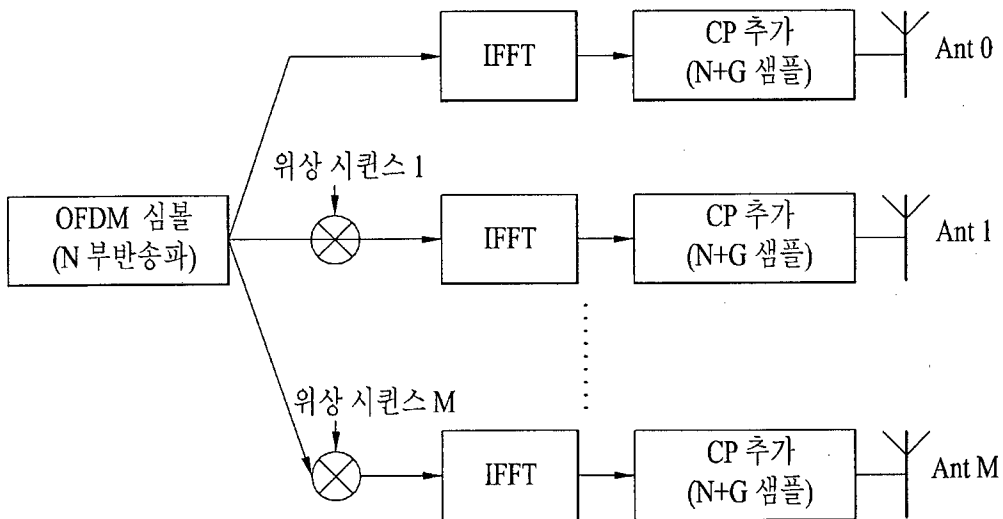 IFFT
CP 추가
(N+G 샘플)
Ant 0
위상 시퀀스 1
OFDM 심볼
(N 부반송파)
IFFT
CP 추가
(N+G 샘플)
Ant 1
위상 시퀀스 M
IFFT
CP 추가
(N+G 샘플)
Ant M